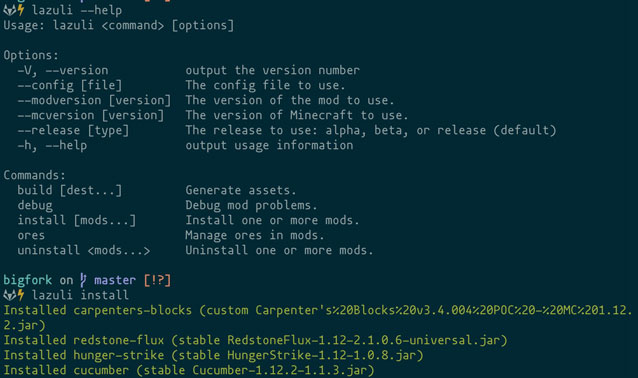 lazuli --help
Usage: lazuli <command> [options]
Options:
-V, --version output the version number
--config [file] The config file to use.
--modversion [version] The version of the mod to use.
--mcversion [version] The version of Minecraft to use.
--release [type] The release to use: alpha, beta, or release (default)
-h, --help output usage information
Commands:
build [dest...] Generate assets.
debug Debug mod problems.
install [mods...] Install one or more mods.
ores Manage ores in mods.
uninstall <mods...> Uninstall one or more mods.
bigfork on master [!?]
lazuli install
Installed carpenters-blocks (custom Carpenter's%20Blocks%20v3.4.004%20POC%20-%20MC%201.12.
2.jar)
Installed redstone-flux (stable RedstoneFlux-1.12-2.1.0.6-universal.jar)
Installed hunger-strike (stable HungerStrike-1.12-1.0.8.jar)
Installed cucumber (stable Cucumber-1.12.2-1.1.3.jar)